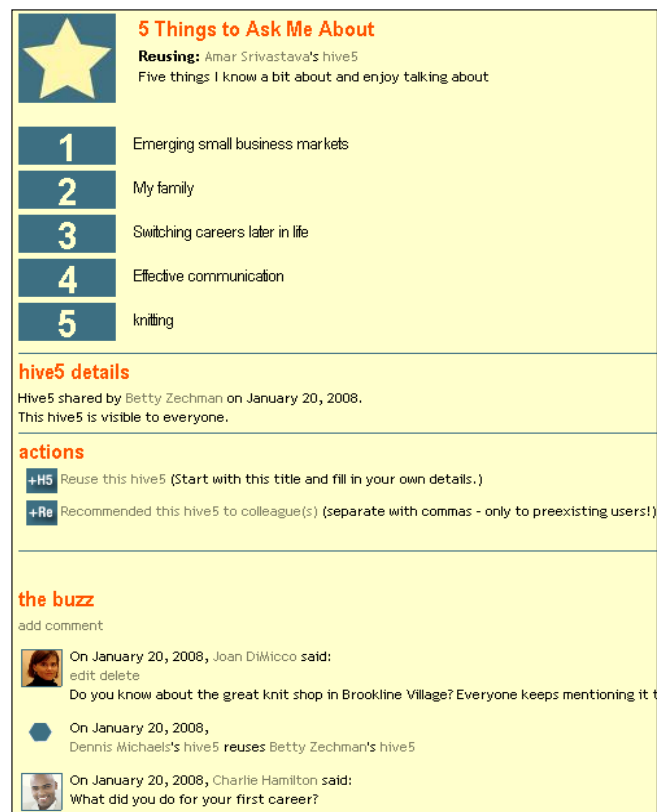 5 Things to Ask Me About
Reusing: Amar Srivastava's hive5
Five things I know a bit about and enjoy talking about
1 Emerging small business markets
2 My family
3 Switching careers later in life
4 Effective communication
5 knitting
hive5 details
Hive5 shared by Betty Zechman on January 20, 2008.
This hive5 is visible to everyone.
actions
+H5 Reuse this hive5 (Start with this title and fill in your own details.)
+Re Recommended this hive5 to colleague(s) (separate with commas - only to preexisting users!)
the buzz
add comment
On January 20, 2008, Joan DiMicco said:
edit delete
Do you know about the great knit shop in Brookline Village? Everyone keeps mentioning it t
On January 20, 2008,
Dennis Michaels's hive5 reuses Betty Zechman's hive5
On January 20, 2008, Charlie Hamilton said:
What did you do for your first career?